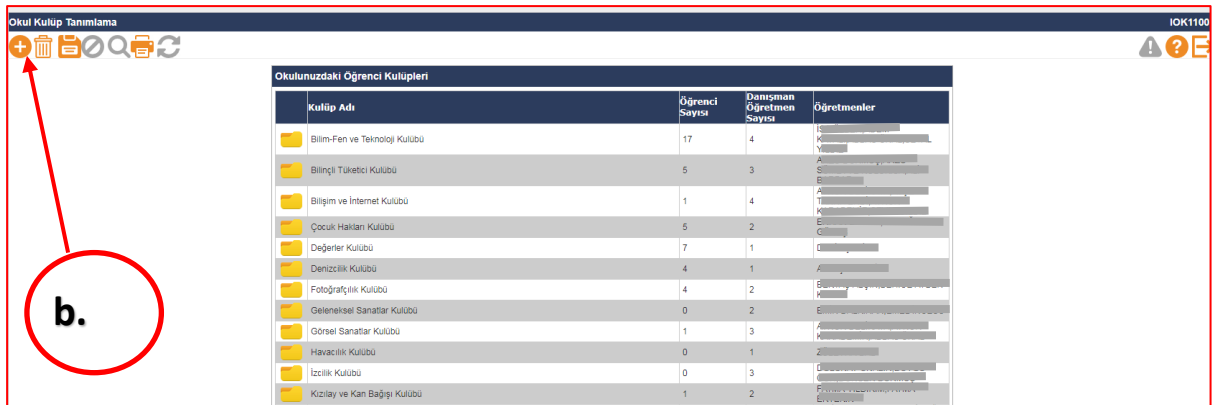 Okul Kulüp Tanımlama IOK1100
Okulunuzdaki Öğrenci Kulüpleri
Kulüp Adı Öğrenci Sayısı Danışman Öğretmen Sayısı Öğretmenler
Bilim-Fen ve Teknoloji Kulübü 17 4
Bilinçli Tüketici Kulübü 5 3
Bilişim ve İnternet Kulübü 1 4
Çocuk Hakları Kulübü 5 2
Değerler Kulübü 7 1
Denizcilik Kulübü 4 1
Fotoğrafçılık Kulübü 4 2
Geleneksel Sanatlar Kulübü 0 2
Görsel Sanatlar Kulübü 1 3
Havacılık Kulübü 0 1
İzcilik Kulübü 0 3
Kızılay ve Kan Bağışı Kulübü 1 2
b.